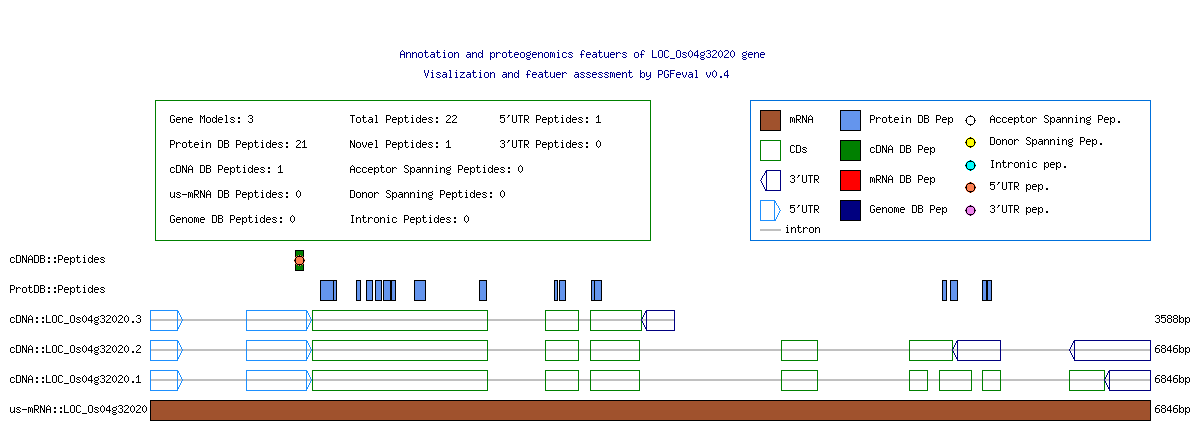 Annotation and proteogenomics featuers of LOC_Os04g32020 gene
Visalization and featuer assessment by PGFeval v0.4
Gene Models: 3
Total Peptides: 22
5'UTR Peptides: 1
Protein DB Peptides: 21
Novel Peptides: 1
3'UTR Peptides: 0
cDNA DB Peptides: 1
Acceptor Spanning Peptides: 0
us-mRNA DB Peptides: 0
Donor Spanning Peptides: 0
Genome DB Peptides: 0
Intronic Peptides: 0
mRNA
CDs
3'UTR
5'UTR
intron
Protein DB Pep
cDNA DB Pep
mRNA DB Pep
Genome DB Pep
Acceptor Spanning Pep.
Donor Spanning Pep.
Intronic pep.
5'UTR pep.
3'UTR pep.
cDNADB::Peptides
ProtDB::Peptides
cDNA::LOC_Os04g32020.3 3588bp
cDNA::LOC_Os04g32020.2 6846bp
cDNA::LOC_Os04g32020.1 6846bp
us-mRNA::LOC_Os04g32020 6846bp